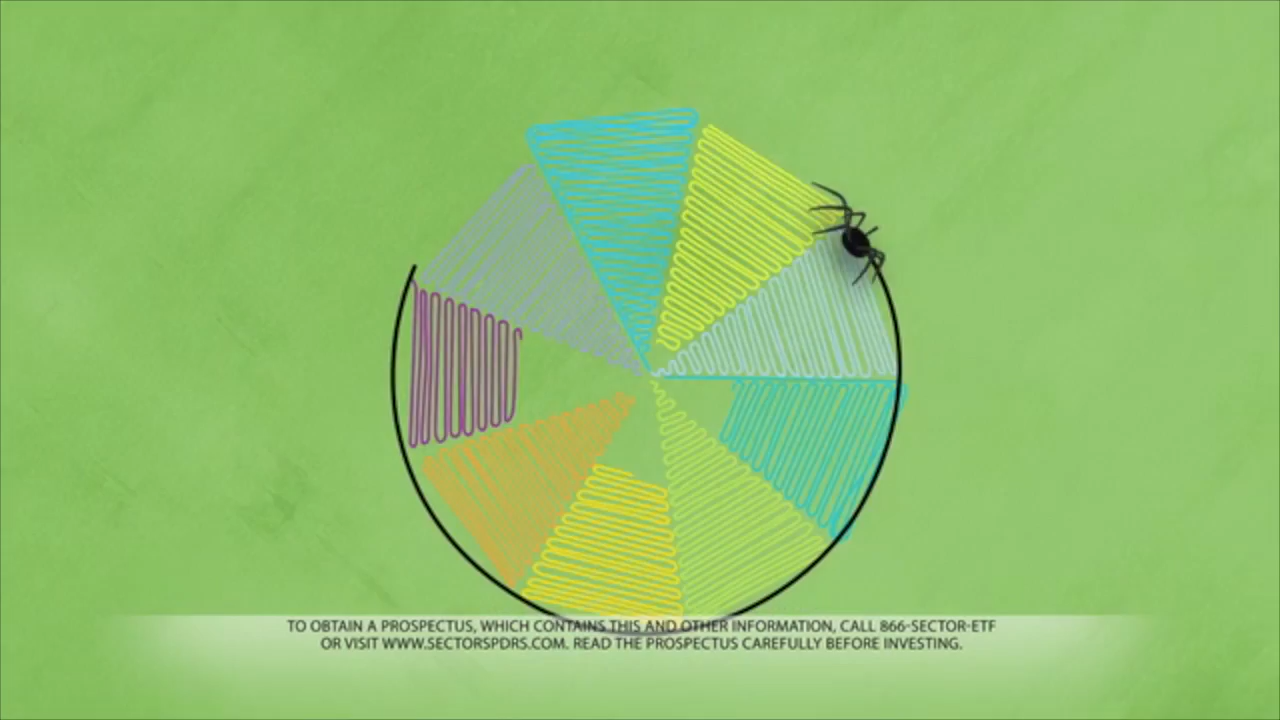 TO OBTAIN A PROSPECTUS, WHICH CONTAINS THIS AND OTHER INFORMATION, CALL 866-SECTOR-ETF
OR VISIT WWW.SECTORSPDRS.COM. READ THE PROSPECTUS CAREFULLY BEFORE INVESTING.